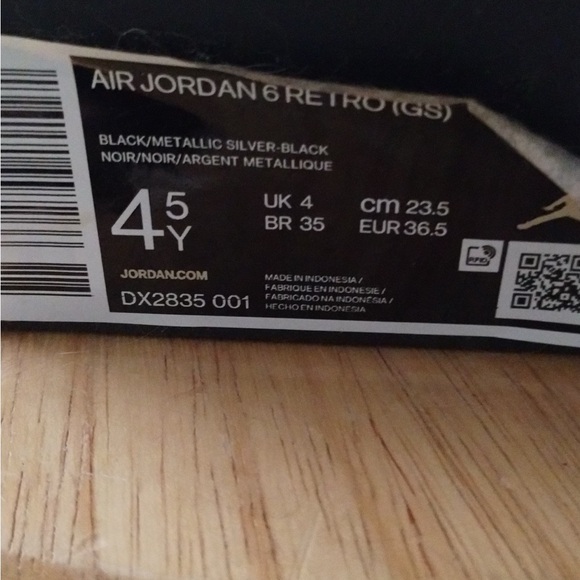 AIR JORDAN 6 RETRO (GS)
BLACK/METALLIC SILVER-BLACK
NOIR/NOIR/ARGENT METALLIQUE
4 5 Y
UK 4 cm 23.5
BR 35 EUR 36.5
RFID
JORDAN.COM
DX2835 001
MADE IN INDONESIA/
FABRIQUE EN INDONESIE/
FABRICADO NA INDONÉSIA/
HECHO EN INDONESIA